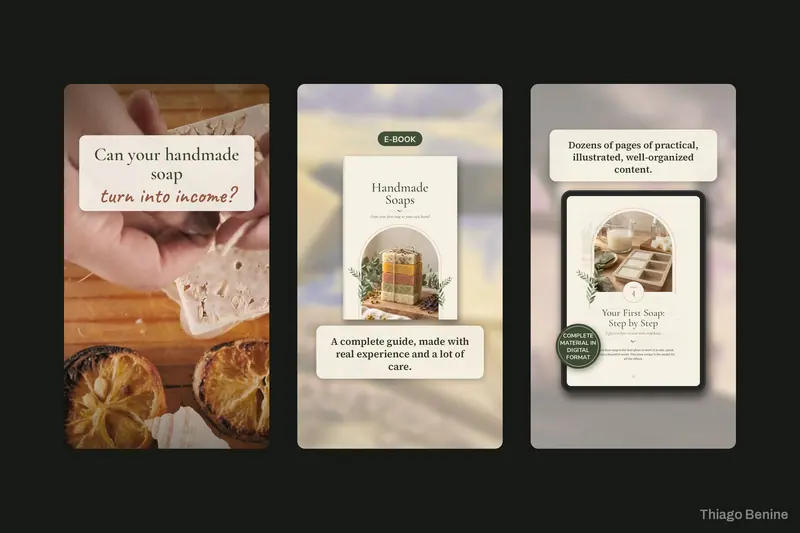 Can your handmade
soap
turn into income?
E-BOOK
Handmade
Soaps
A complete guide, made with
real experience and a lot of
care.
Dozens of pages of practical,
illustrated, well-organized
content.
4
Your First Soap:
Step by Step
COMPLETE
MATERIAL IN
DIGITAL
FORMAT
Thiago Benine